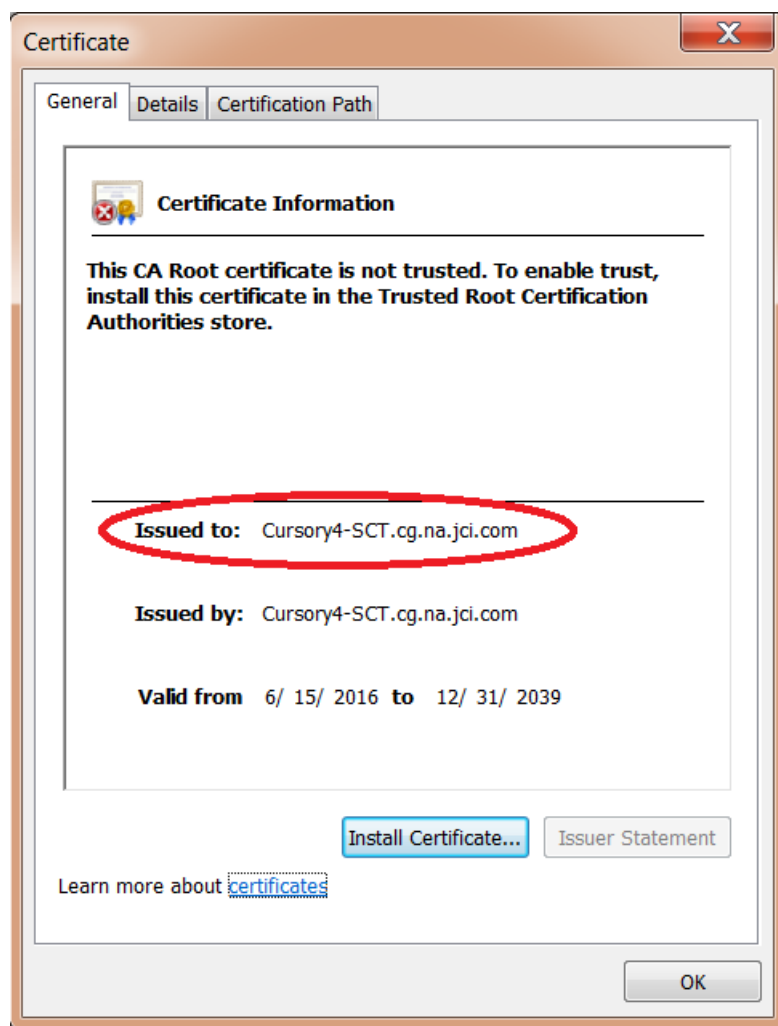 Certificate
General Details Certification Path
Certificate Information
This CA Root certificate is not trusted. To enable trust,
install this certificate in the Trusted Root Certification
Authorities store.
Issued to: Cursory4-SCT.cg.na.jci.com
Issued by: Cursory4-SCT.cg.na.jci.com
Valid from 6/ 15/ 2016 to 12/ 31/ 2039
Install Certificate... Issuer Statement
Learn more about certificates
OK